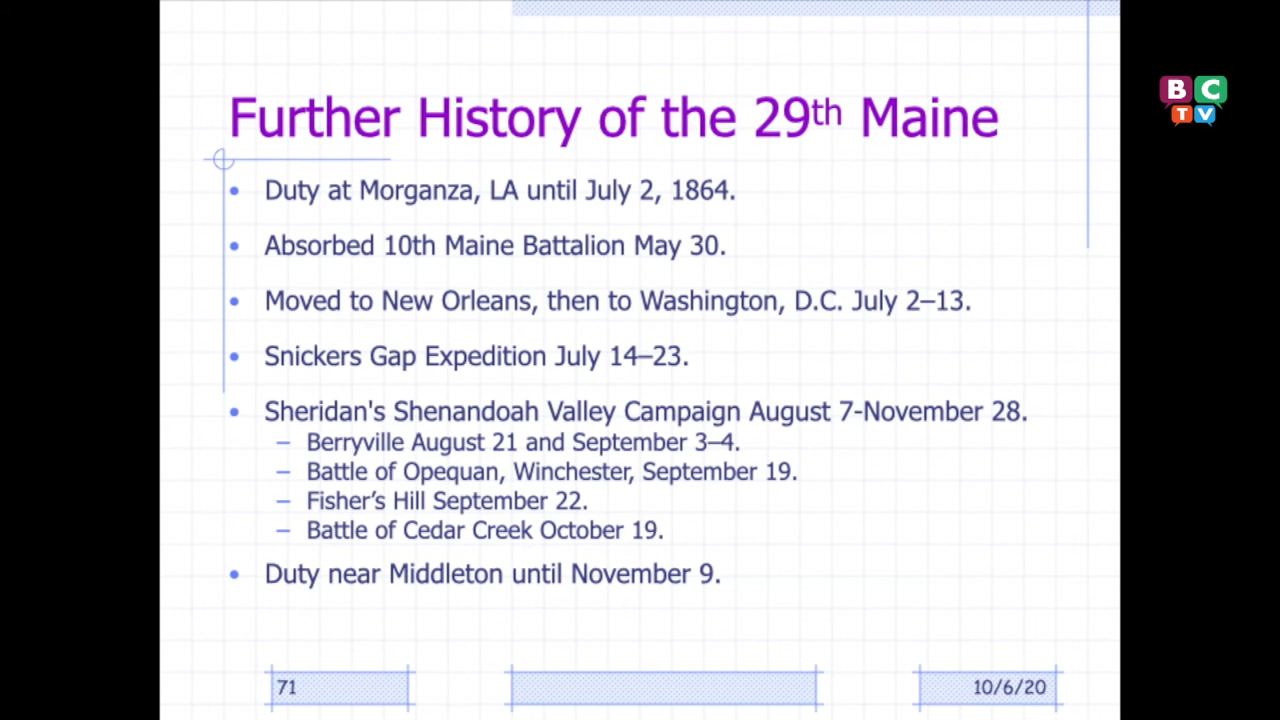 Further History of the 29th Maine
• Duty at Morganza, LA until July 2, 1864.
• Absorbed 10th Maine Battalion May 30.
• Moved to New Orleans, then to Washington, D.C. July 2–13.
• Snickers Gap Expedition July 14–23.
• Sheridan's Shenandoah Valley Campaign August 7-November 28.
– Berryville August 21 and September 3–4.
– Battle of Opequan, Winchester, September 19.
– Fisher’s Hill September 22.
– Battle of Cedar Creek October 19.
• Duty near Middleton until November 9.
71
10/6/20
BC
TV